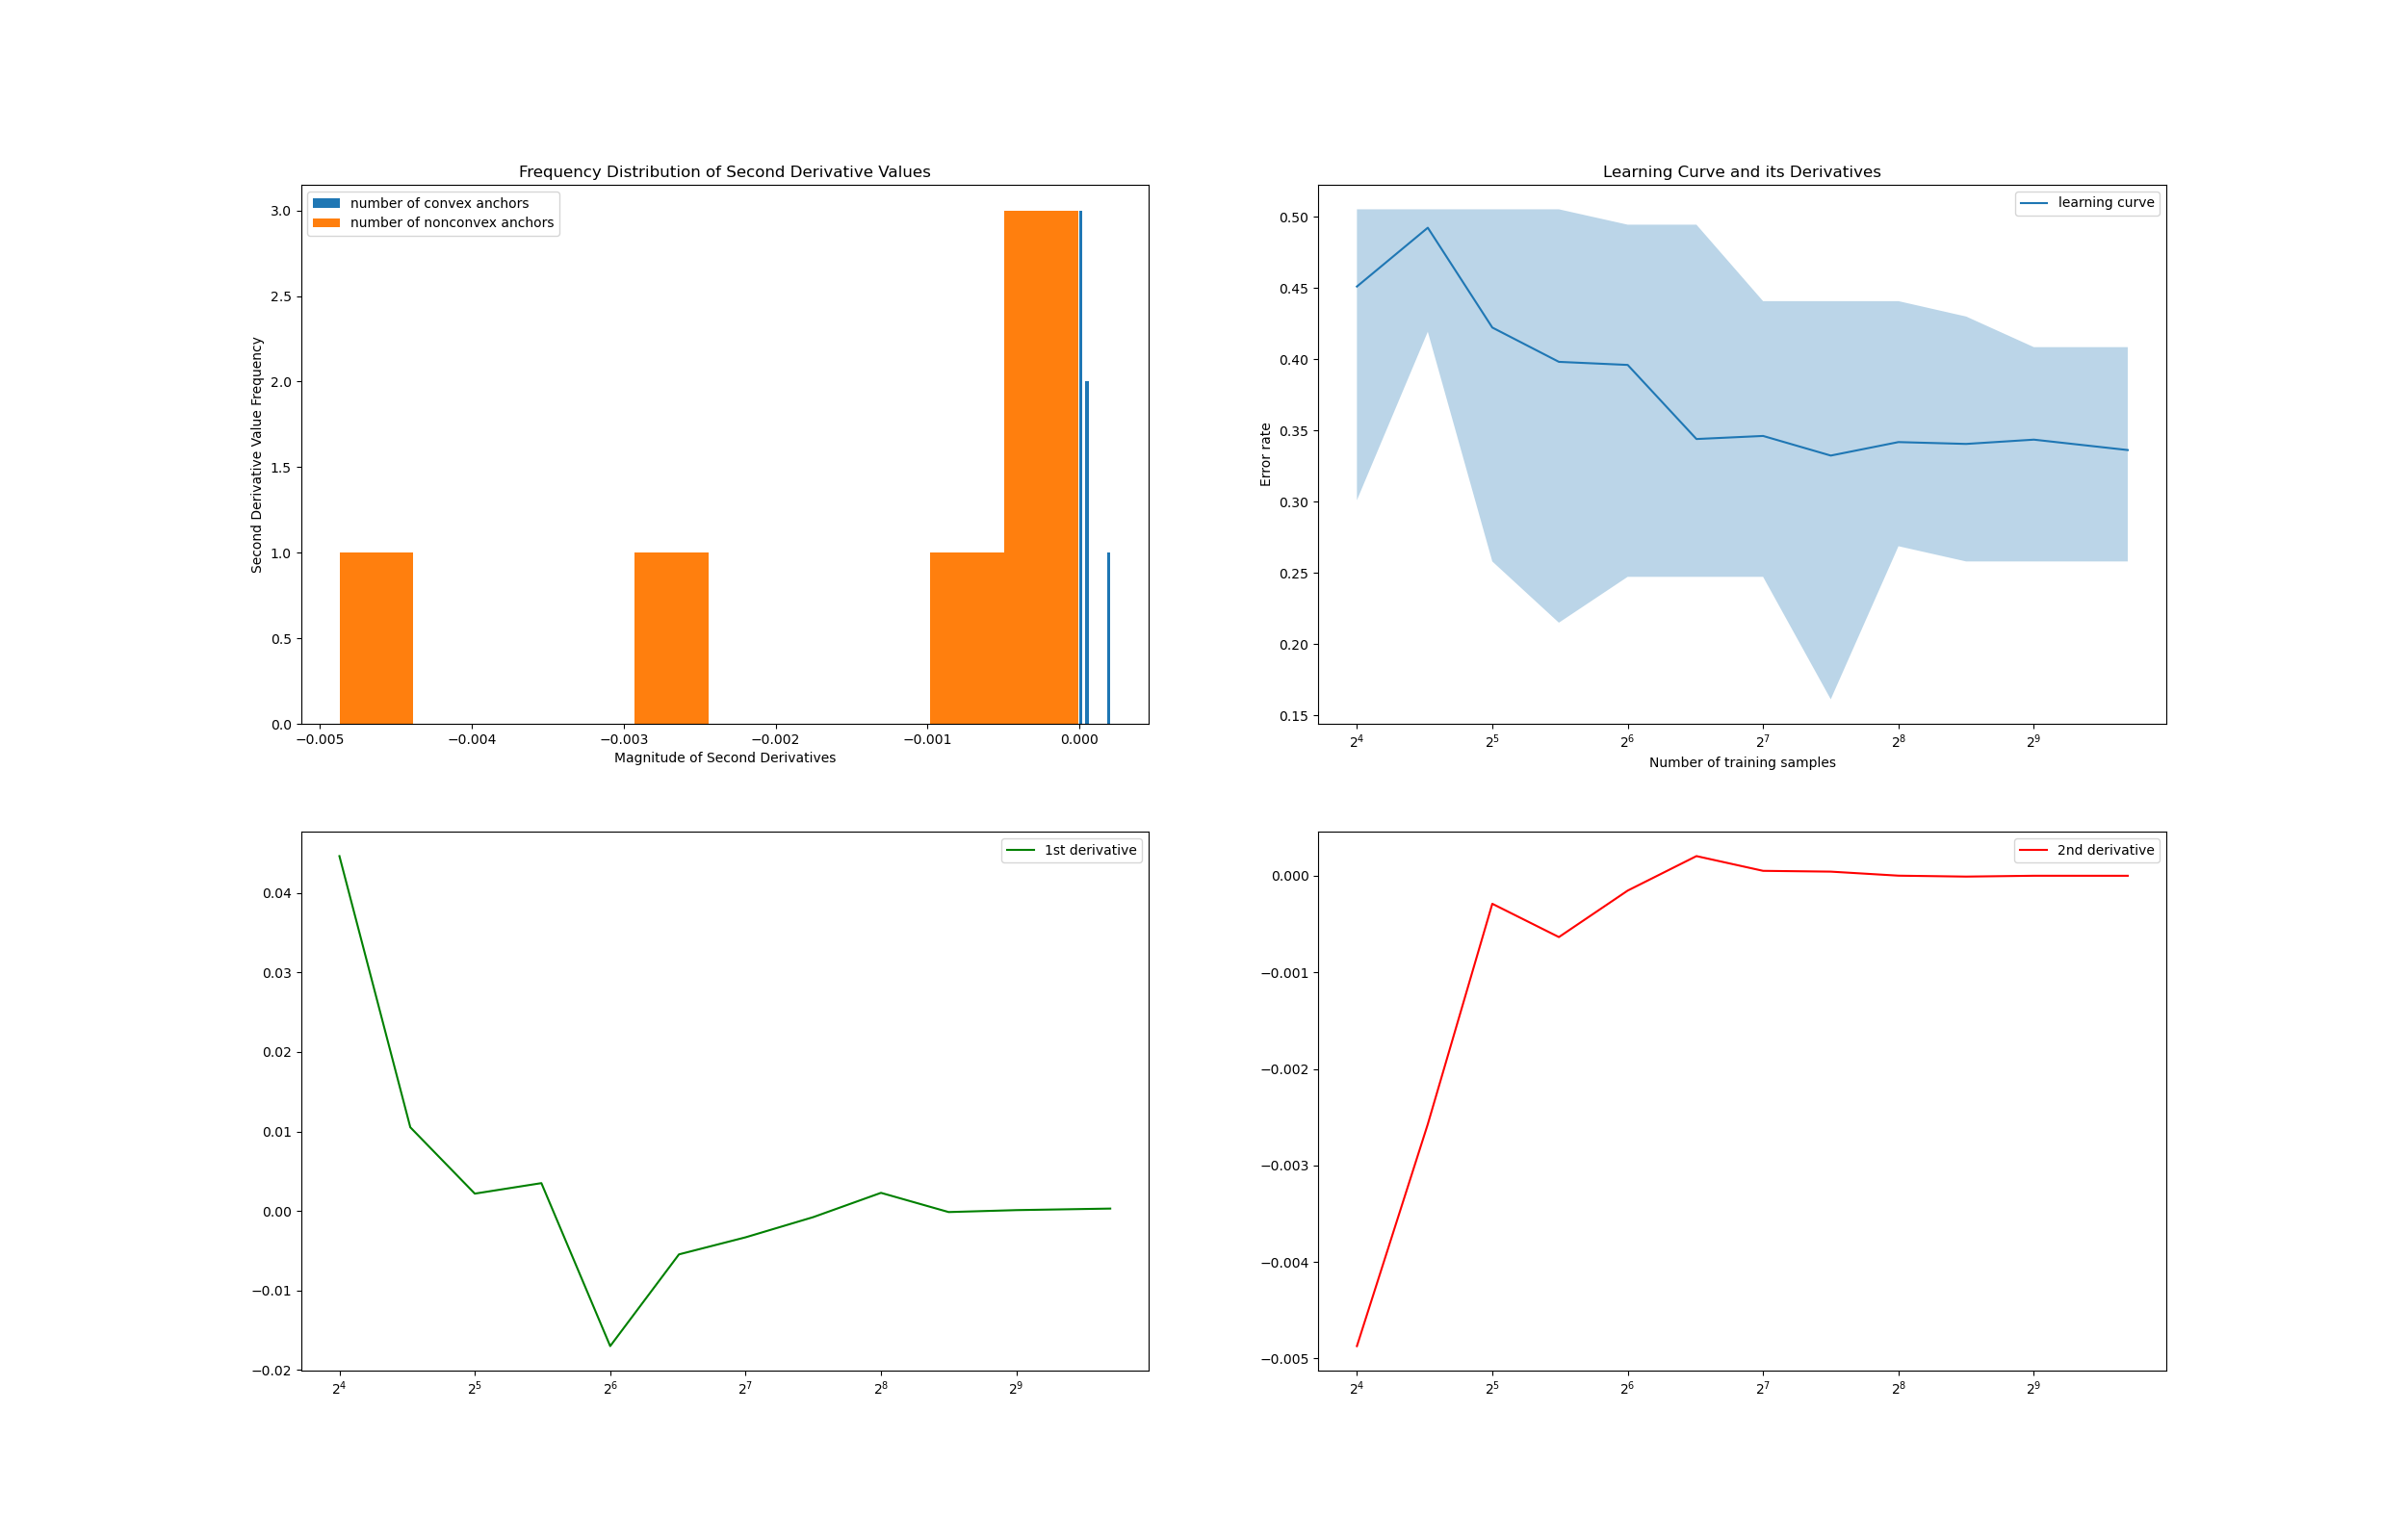 Frequency Distribution of Second Derivative Values
number of convex anchors
number of nonconvex anchors
Second Derivative Value Frequency
3.0
2.5
2.0
1.5
1.0
0.5
0.0
−0.005 −0.004 −0.003 −0.002 −0.001 0.000
Magnitude of Second Derivatives
Learning Curve and its Derivatives
learning curve
Error rate
0.50
0.45
0.40
0.35
0.30
0.25
0.20
0.15
2⁴ 2⁵ 2⁶ 2⁷ 2⁸ 2⁹
Number of training samples
1st derivative
0.04
0.03
0.02
0.01
0.00
−0.01
−0.02
2⁴ 2⁵ 2⁶ 2⁷ 2⁸ 2⁹
2nd derivative
0.000
−0.001
−0.002
−0.003
−0.004
−0.005
2⁴ 2⁵ 2⁶ 2⁷ 2⁸ 2⁹